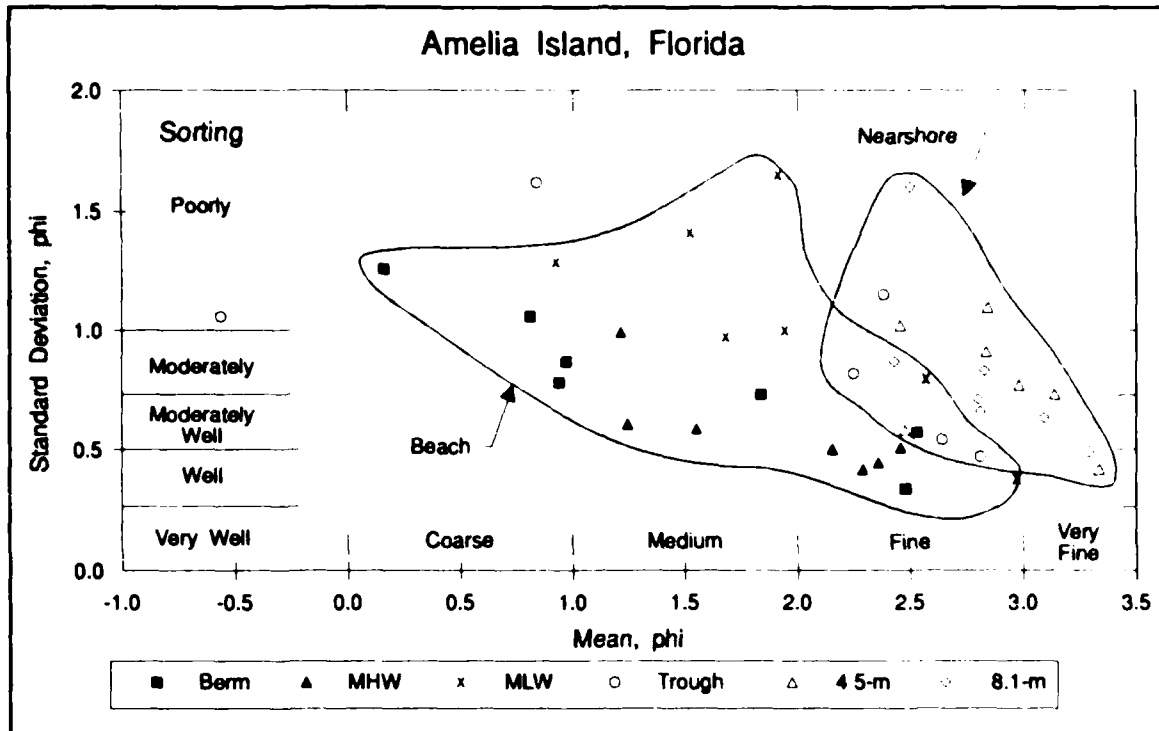 Amelia Island, Florida
2.0
1.5
1.0
0.5
0.0
Standard Deviation, phi
Sorting
Poorly
Moderately
Moderately
Well
Well
Very Well
Nearshore
Beach
Coarse
Medium
Fine
Very
Fine
-1.0 -0.5 0.0 0.5 1.0 1.5 2.0 2.5 3.0 3.5
Mean, phi
Berm MHW MLW Trough 4 5-m 8.1-m